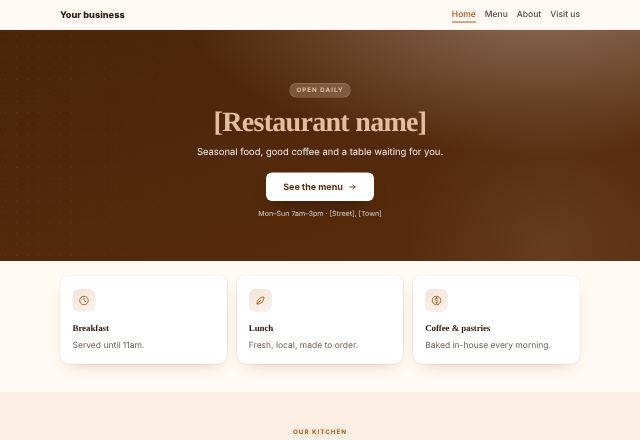 Your business
Home Menu About Visit us
OPEN DAILY
[Restaurant name]
Seasonal food, good coffee and a table waiting for you.
See the menu →
Mon–Sun 7am–3pm · [Street], [Town]
Breakfast
Served until 11am.
Lunch
Fresh, local, made to order.
Coffee & pastries
Baked in-house every morning.
OUR KITCHEN